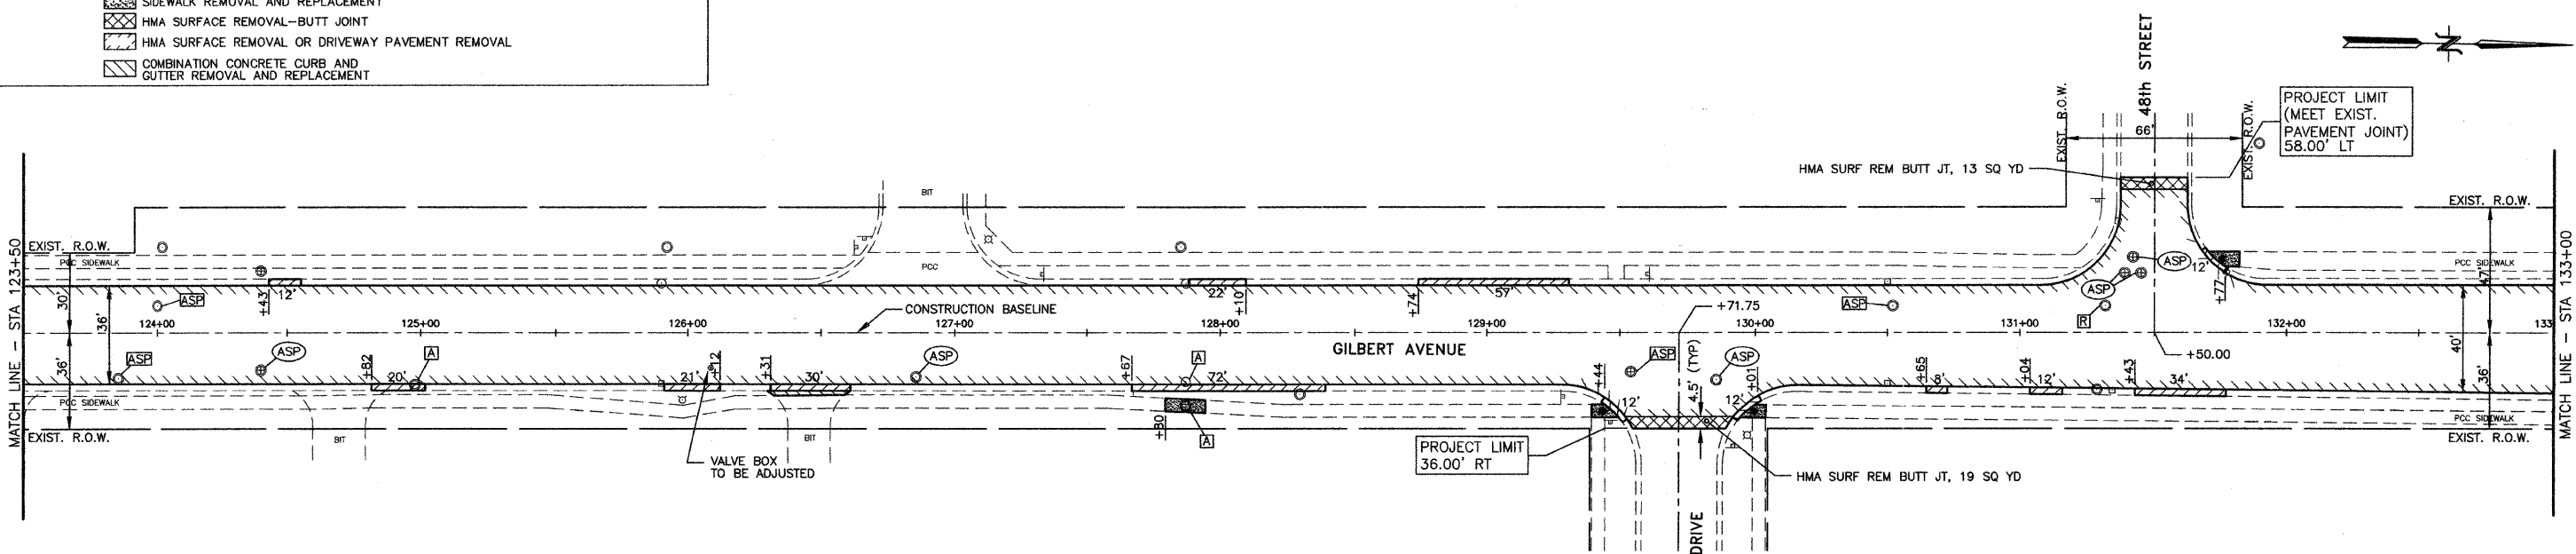 SIDEWALK REMOVAL AND REPLACEMENT
HMA SURFACE REMOVAL-BUTT JOINT
HMA SURFACE REMOVAL OR DRIVEWAY PAVEMENT REMOVAL
COMBINATION CONCRETE CURB AND
GUTTER REMOVAL AND REPLACEMENT
N
48th STREET
EXIST. R.O.W.
66'
EXIST. R.O.W.
PROJECT LIMIT
(MEET EXIST.
PAVEMENT JOINT)
58.00' LT
HMA SURF REM BUTT JT, 13 SQ YD
BIT
EXIST. R.O.W.
EXIST. R.O.W.
PCC SIDEWALK
PCC
PCC SIDEWALK
MATCH LINE - STA 123+50
MATCH LINE - STA 133+00
30'
36'
36'
ASP
+43
12'
22'
+10
+74
57'
ASP
ASP
ASP
R
12'
+77
47'
40'
36'
CONSTRUCTION BASELINE
+71.75
124+00
125+00
126+00
127+00
128+00
129+00
130+00
131+00
132+00
133
GILBERT AVENUE
+50.00
ASP
ASP
+82
20'
A
21'
+12
+31
30'
ASP
+67
A
72'
+44
12'
ASP
4.5' (TYP)
ASP
12'
+01
+65
8'
+04
12'
+43
34'
PCC SIDEWALK
PCC SIDEWALK
EXIST. R.O.W.
EXIST. R.O.W.
BIT
BIT
+80
A
VALVE BOX
TO BE ADJUSTED
PROJECT LIMIT
36.00' RT
HMA SURF REM BUTT JT, 19 SQ YD
DRIVE